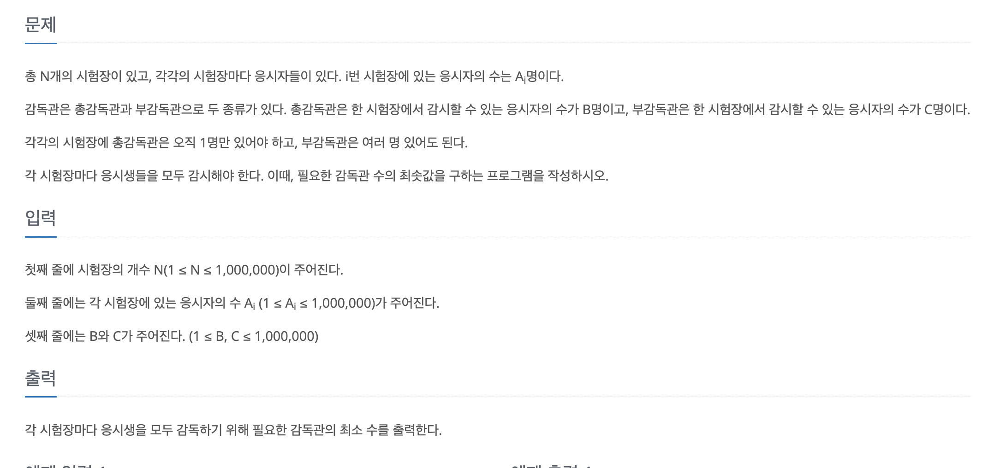 문제
총 N개의 시험장이 있고, 각각의 시험장마다 응시자들이 있다. i번 시험장에 있는 응시자의 수는 Ai명이다.
감독관은 총감독관과 부감독관으로 두 종류가 있다. 총감독관은 한 시험장에서 감시할 수 있는 응시자의 수가 B명이고, 부감독관은 한 시험장에서 감시할 수 있는 응시자의 수가 C명이다.
각각의 시험장에 총감독관은 오직 1명만 있어야 하고, 부감독관은 여러 명 있어도 된다.
각 시험장마다 응시생들을 모두 감시해야 한다. 이때, 필요한 감독관 수의 최솟값을 구하는 프로그램을 작성하시오.
입력
첫째 줄에 시험장의 개수 N(1 ≤ N ≤ 1,000,000)이 주어진다.
둘째 줄에는 각 시험장에 있는 응시자의 수 Ai (1 ≤ Ai ≤ 1,000,000)가 주어진다.
셋째 줄에는 B와 C가 주어진다. (1 ≤ B, C ≤ 1,000,000)
출력
각 시험장마다 응시생을 모두 감독하기 위해 필요한 감독관의 최소 수를 출력한다.